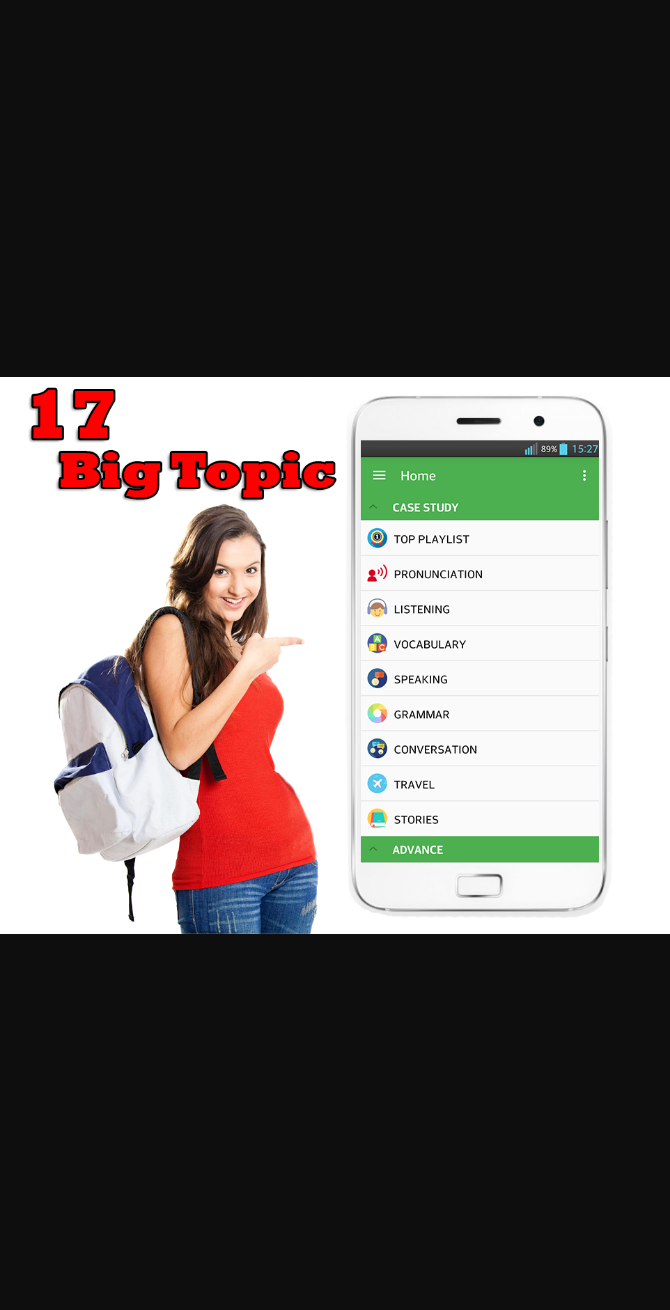 17
Big Topic
89% 15:27
Home
CASE STUDY
TOP PLAYLIST
PRONUNCIATION
LISTENING
VOCABULARY
SPEAKING
GRAMMAR
CONVERSATION
TRAVEL
STORIES
ADVANCE